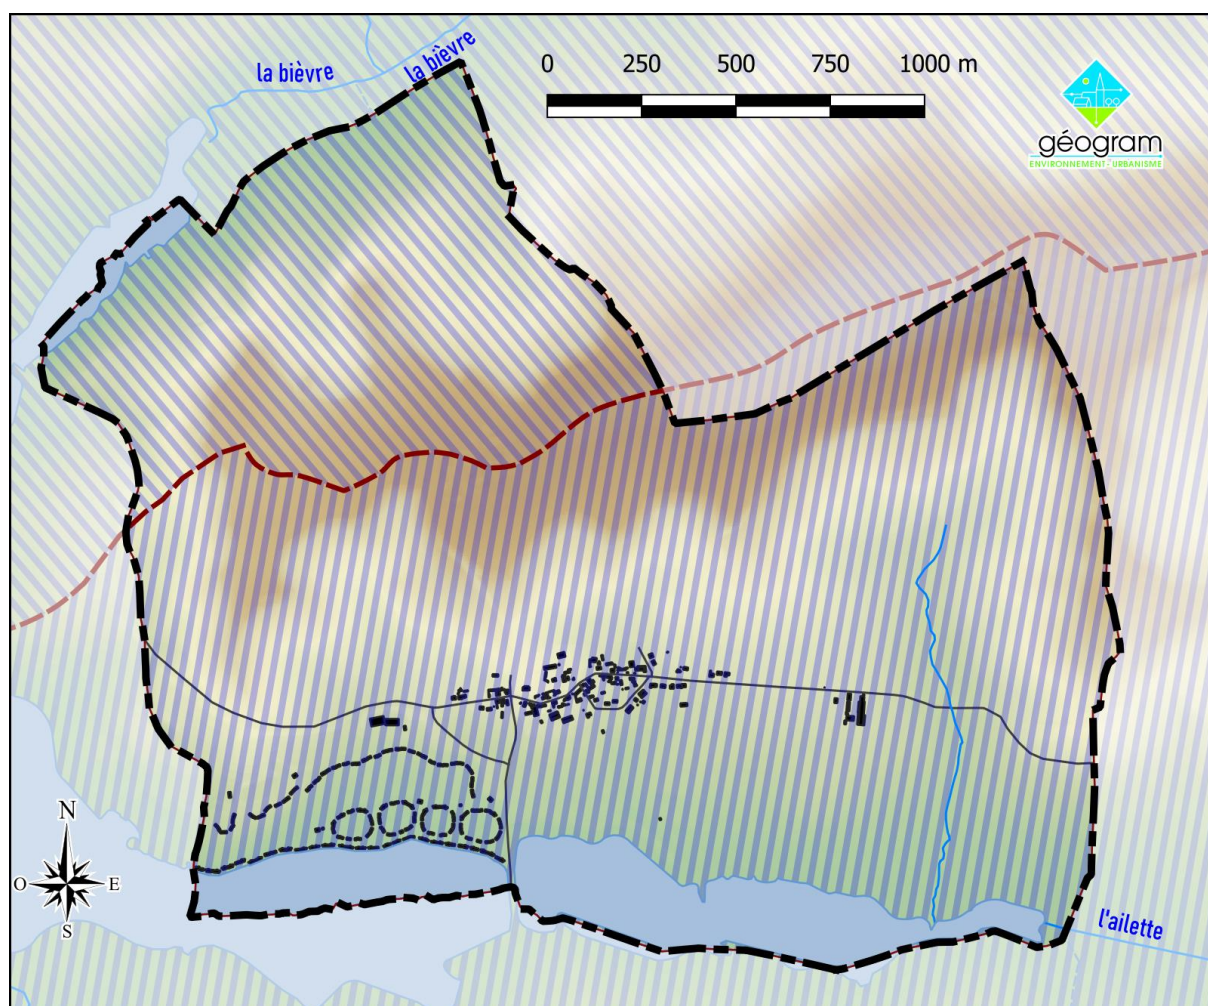 la bièvre
la bièvre
0 250 500 750 1000 m
géogram
ENVIRONNEMENT - URBANISME
N
O E
S
l'ailette